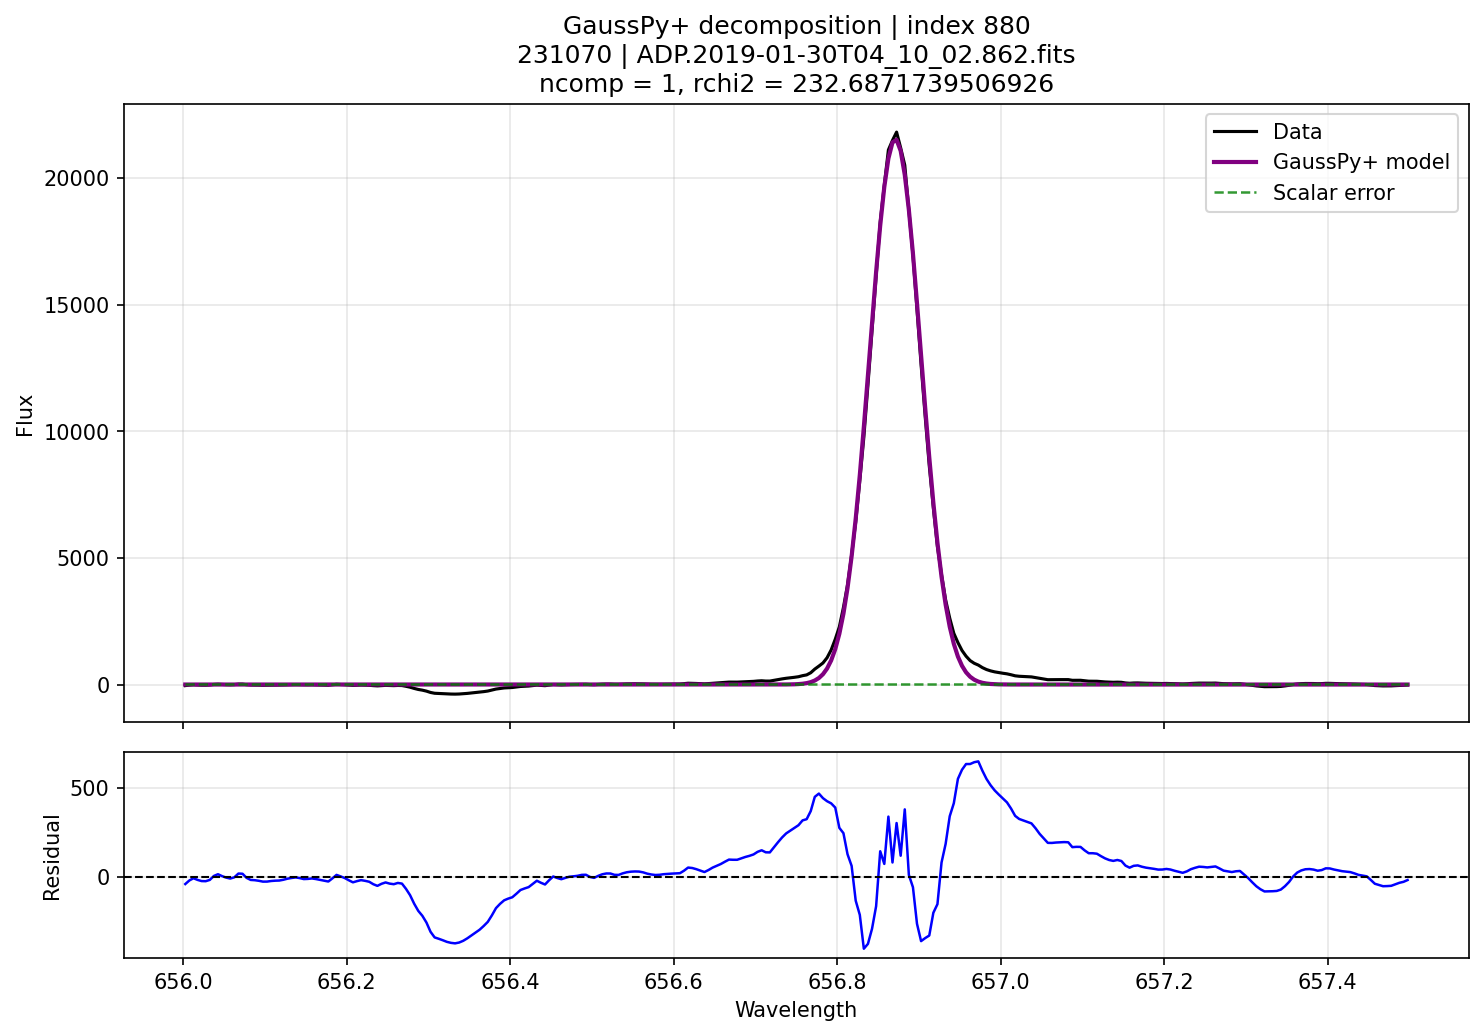 GaussPy+ decomposition | index 880
231070 | ADP.2019-01-30T04_10_02.862.fits
ncomp = 1, rchi2 = 232.6871739506926
Data
GaussPy+ model
Scalar error
Flux
20000
15000
10000
5000
0
Residual
500
0
656.0 656.2 656.4 656.6 656.8 657.0 657.2 657.4
Wavelength